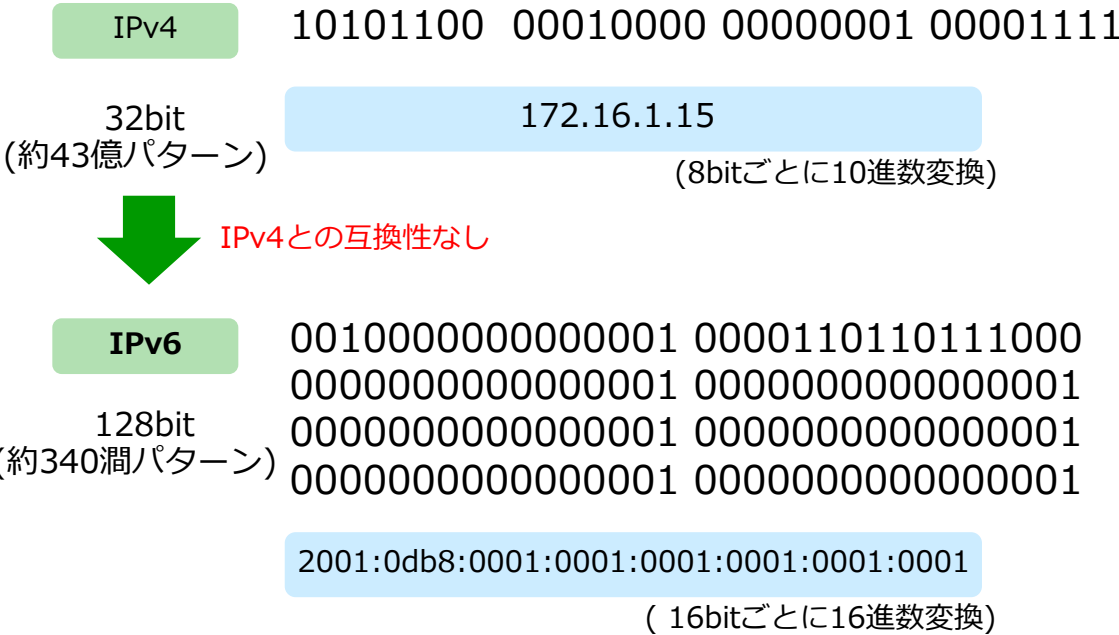 IPv4
10101100 00010000 00000001 00001111
32bit
(約43億パターン)
172.16.1.15
(8bitごとに10進数変換)
IPv4との互換性なし
IPv6
0010000000000001 0000110110111000
0000000000000001 0000000000000001
0000000000000001 0000000000000001
0000000000000001 0000000000000001
128bit
(約340澗パターン)
2001:0db8:0001:0001:0001:0001:0001:0001
( 16bitごとに16進数変換)